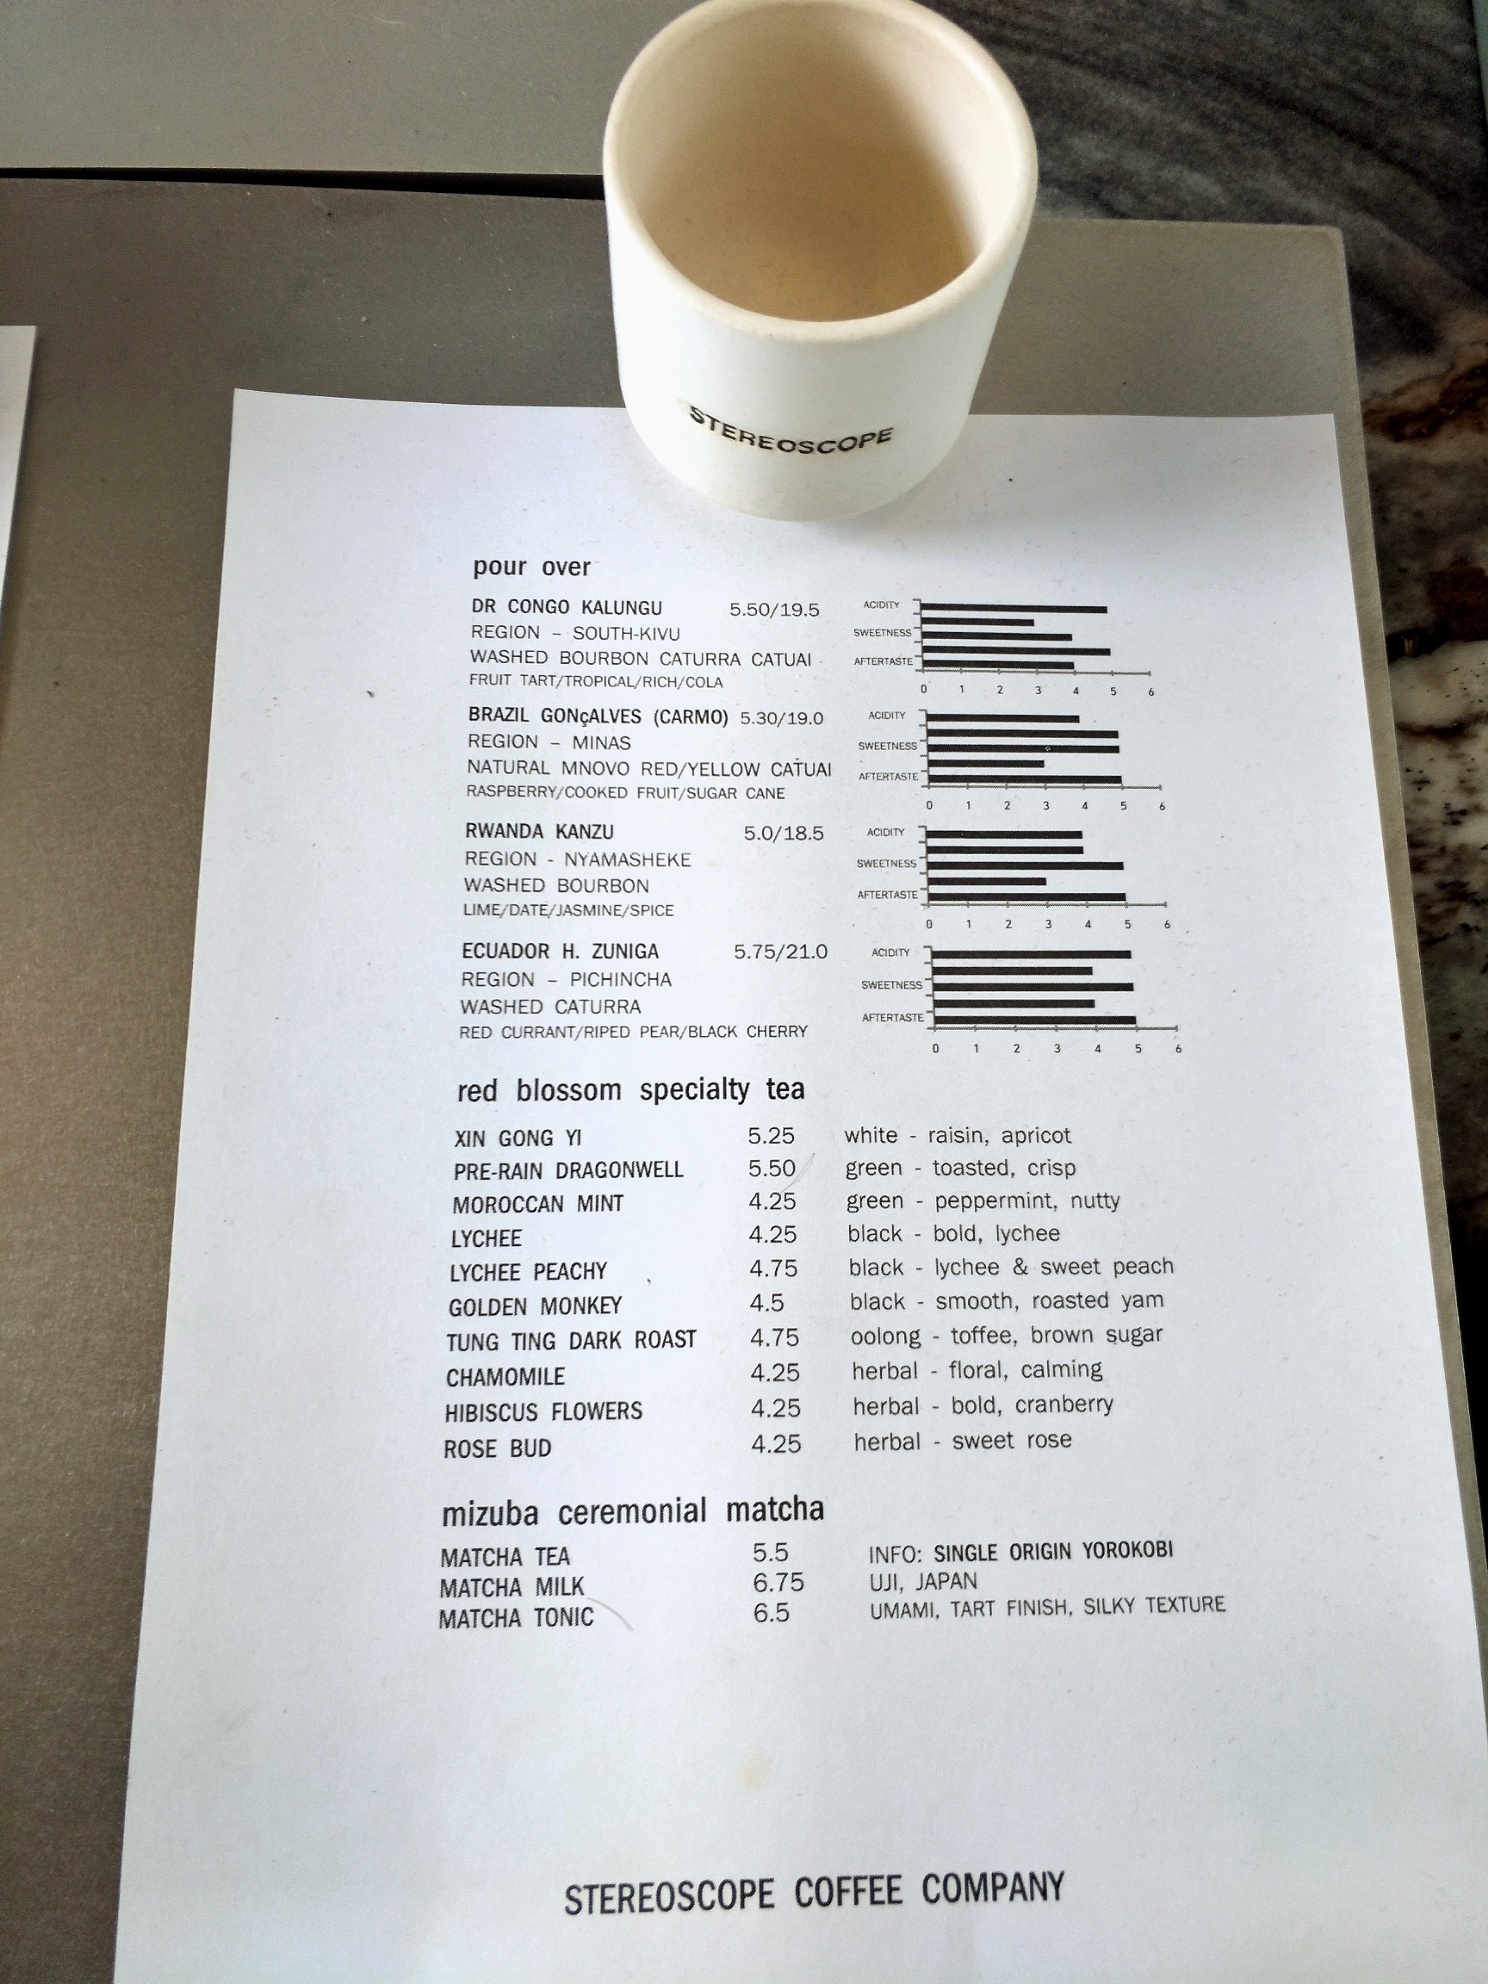 STEREOSCOPE
pour over
DR CONGO KALUNGU 5.50/19.5
REGION – SOUTH-KIVU
WASHED BOURBON CATURRA CATUAI
FRUIT TART/TROPICAL/RICH/COLA
ACIDITY
SWEETNESS
AFTERTASTE
0 1 2 3 4 5 6
BRAZIL GONçALVES (CARMO) 5.30/19.0
REGION – MINAS
NATURAL MNOVO RED/YELLOW CATUAI
RASPBERRY/COOKED FRUIT/SUGAR CANE
ACIDITY
SWEETNESS
AFTERTASTE
0 1 2 3 4 5 6
RWANDA KANZU 5.0/18.5
REGION - NYAMASHEKE
WASHED BOURBON
LIME/DATE/JASMINE/SPICE
ACIDITY
SWEETNESS
AFTERTASTE
0 1 2 3 4 5 6
ECUADOR H. ZUNIGA 5.75/21.0
REGION – PICHINCHA
WASHED CATURRA
RED CURRANT/RIPED PEAR/BLACK CHERRY
ACIDITY
SWEETNESS
AFTERTASTE
0 1 2 3 4 5 6
red blossom specialty tea
XIN GONG YI 5.25 white - raisin, apricot
PRE-RAIN DRAGONWELL 5.50 green - toasted, crisp
MOROCCAN MINT 4.25 green - peppermint, nutty
LYCHEE 4.25 black - bold, lychee
LYCHEE PEACHY 4.75 black - lychee & sweet peach
GOLDEN MONKEY 4.5 black - smooth, roasted yam
TUNG TING DARK ROAST 4.75 oolong - toffee, brown sugar
CHAMOMILE 4.25 herbal - floral, calming
HIBISCUS FLOWERS 4.25 herbal - bold, cranberry
ROSE BUD 4.25 herbal - sweet rose
mizuba ceremonial matcha
MATCHA TEA 5.5 INFO: SINGLE ORIGIN YOROKOBI
MATCHA MILK 6.75 UJI, JAPAN
MATCHA TONIC 6.5 UMAMI, TART FINISH, SILKY TEXTURE
STEREOSCOPE COFFEE COMPANY